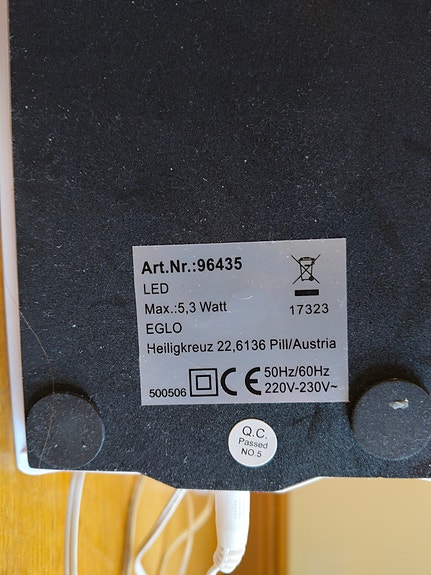 Art.Nr.:96435
LED
Max.:5,3 Watt
17323
EGLO
Heiligkreuz 22,6136 Pill/Austria
500506 CE 50Hz/60Hz
220V-230V~
Q.C.
Passed
NO.5